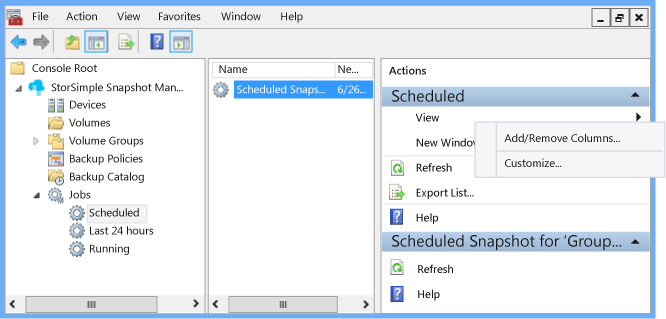 File Action View Favorites Window Help
Console Root
StorSimple Snapshot Man...
Devices
Volumes
Volume Groups
Backup Policies
Backup Catalog
Jobs
Scheduled
Last 24 hours
Running
Name Ne...
Scheduled Snaps... 6/26...
Actions
Scheduled
View
New Window
Add/Remove Columns...
Customize...
Refresh
Export List...
Help
Scheduled Snapshot for ‘Group...
Refresh
Help